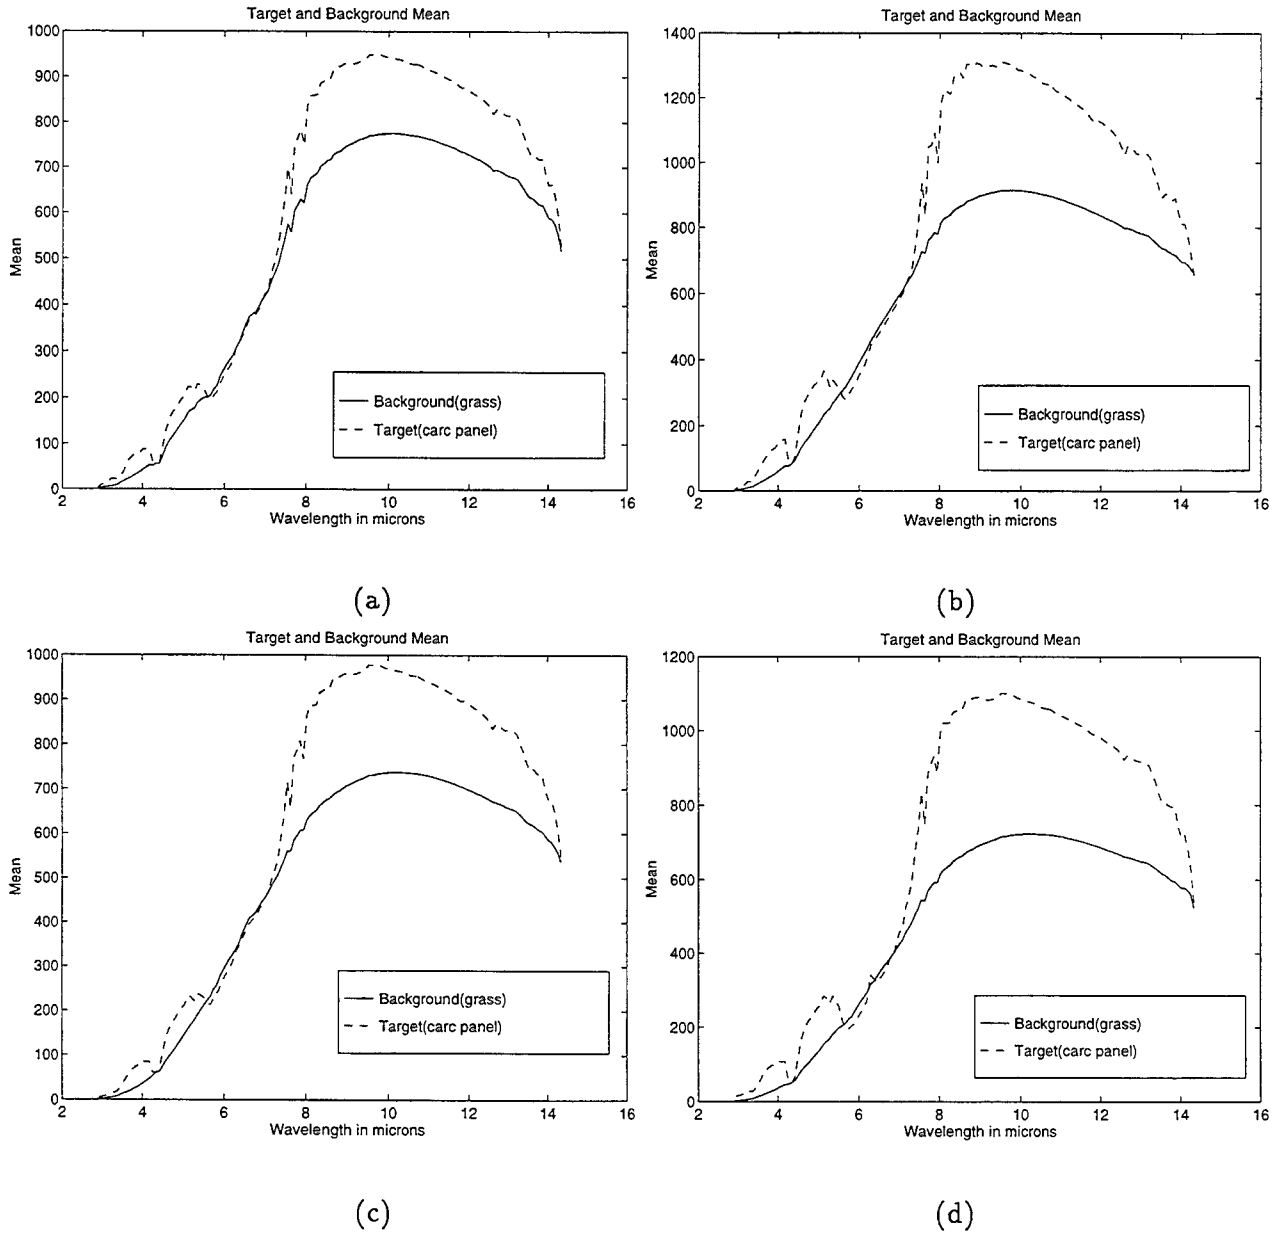 Target and Background Mean
1000
900
800
700
600
500
400
300
200
100
0
Mean
2 4 6 8 10 12 14 16
Wavelength in microns
Background(grass)
Target(carc panel)
(a)
Target and Background Mean
1400
1200
1000
800
600
400
200
0
Mean
2 4 6 8 10 12 14 16
Wavelength in microns
Background(grass)
Target(carc panel)
(b)
Target and Background Mean
1000
900
800
700
600
500
400
300
200
100
0
Mean
2 4 6 8 10 12 14 16
Wavelength in microns
Background(grass)
Target(carc panel)
(c)
Target and Background Mean
1200
1000
800
600
400
200
0
Mean
2 4 6 8 10 12 14 16
Wavelength in microns
Background(grass)
Target(carc panel)
(d)